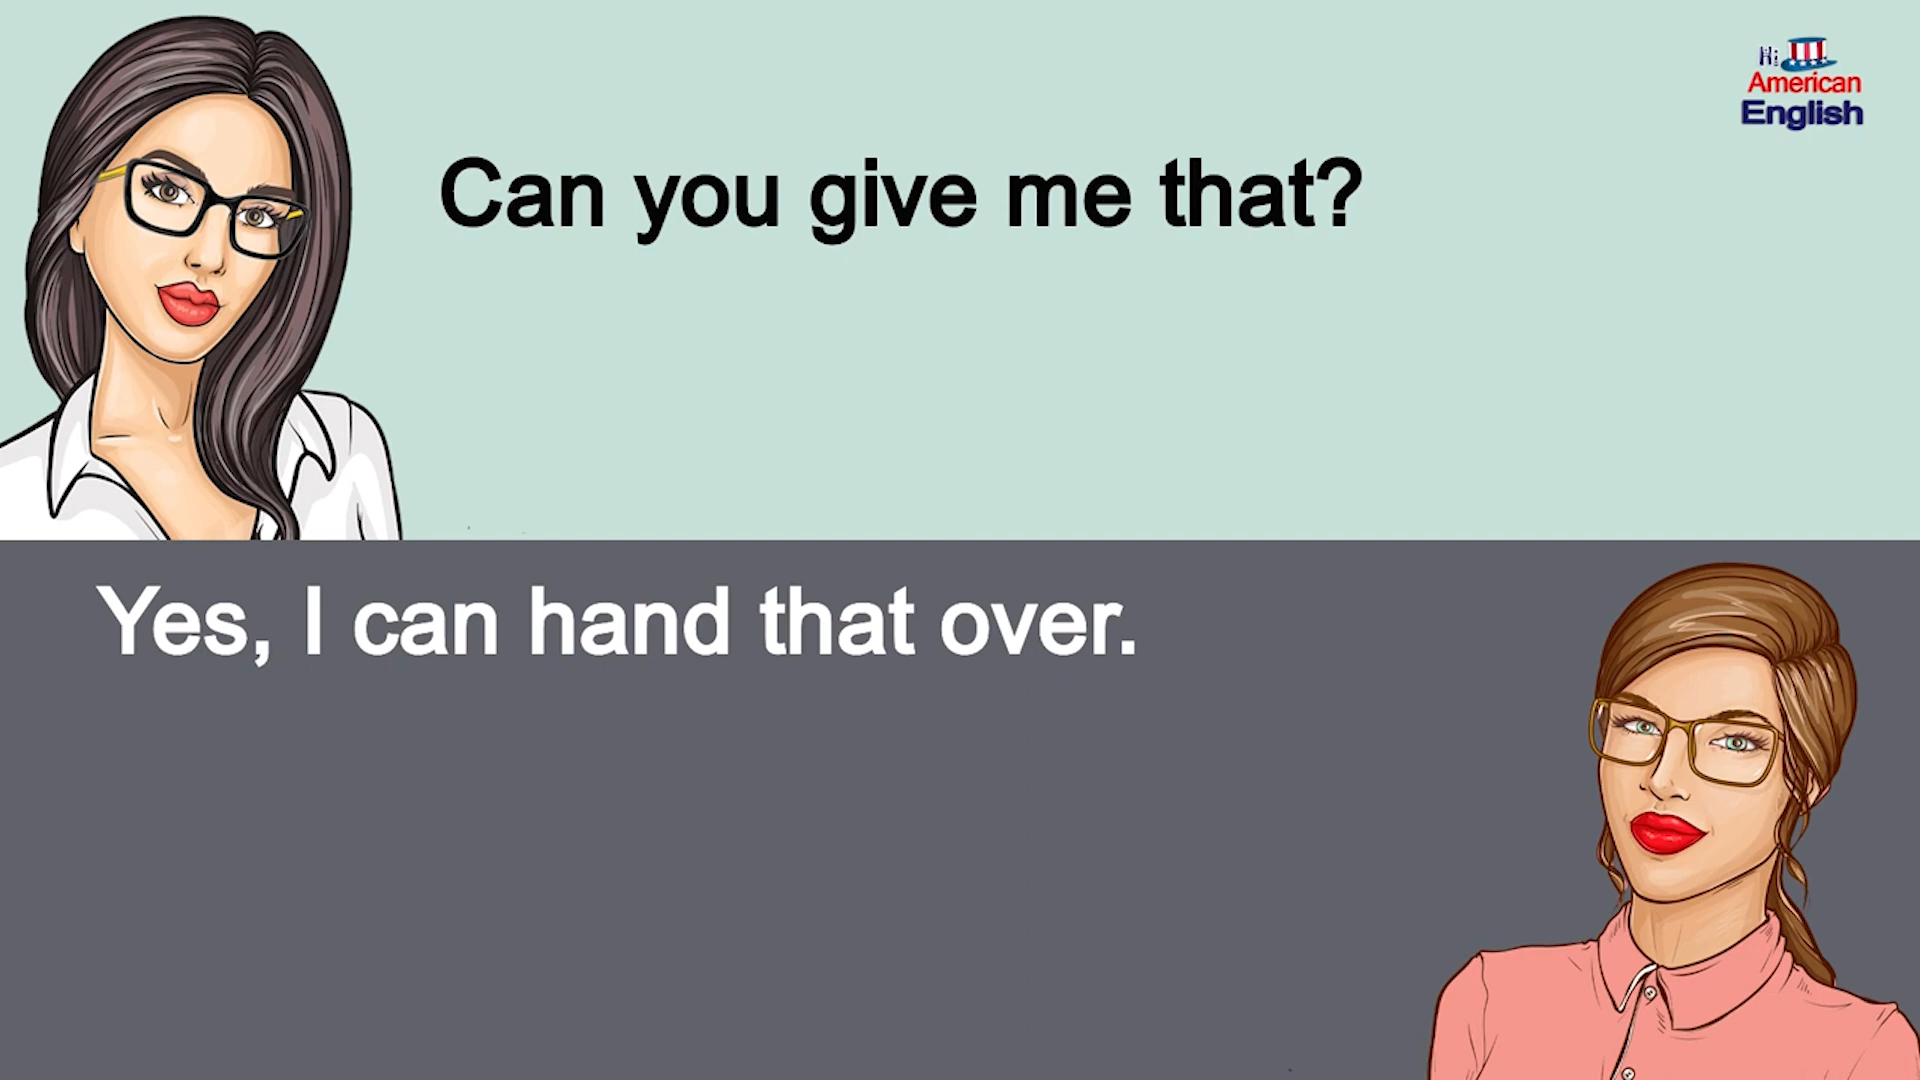 Hi
American
English
Can you give me that?
Yes, I can hand that over.